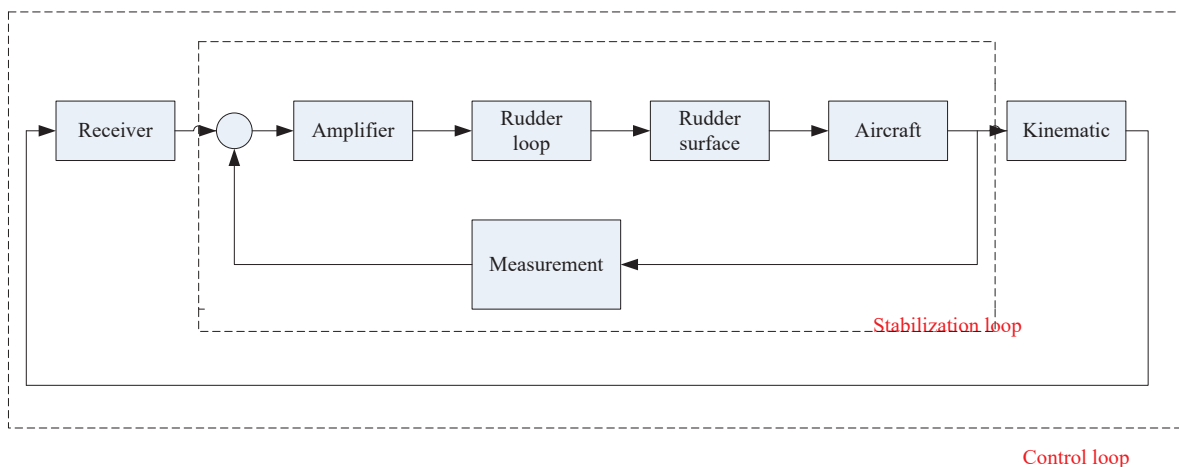 Receiver
Amplifier
Rudder
loop
Rudder
surface
Aircraft
Kinematic
Measurement
Stabilization loop
Control loop